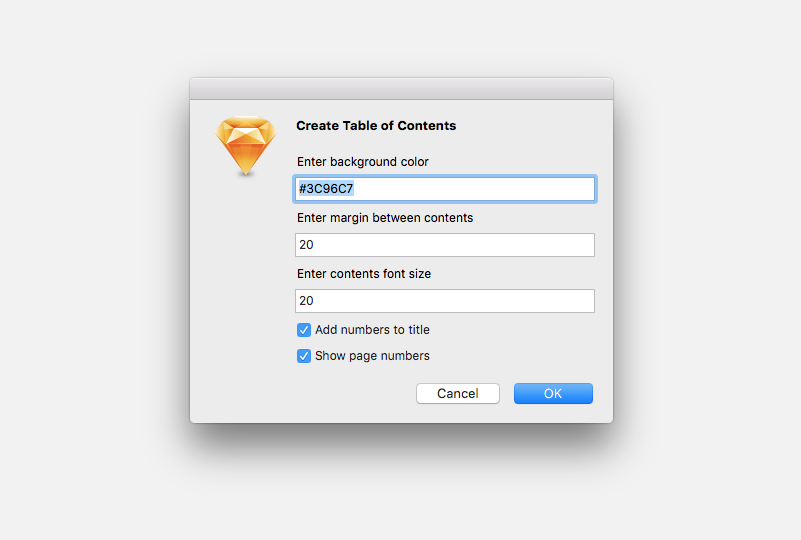 Create Table of Contents
Enter background color
#3C96C7
Enter margin between contents
20
Enter contents font size
20
Add numbers to title
Show page numbers
Cancel OK